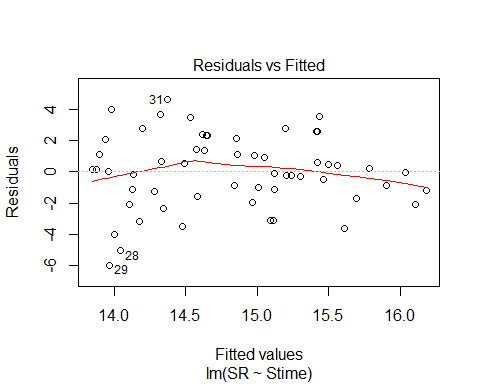 Residuals vs Fitted
4
2
0
-2
-4
-6
Residuals
31
28
29
14.0 14.5 15.0 15.5 16.0
Fitted values
lm(SR ~ Stime)